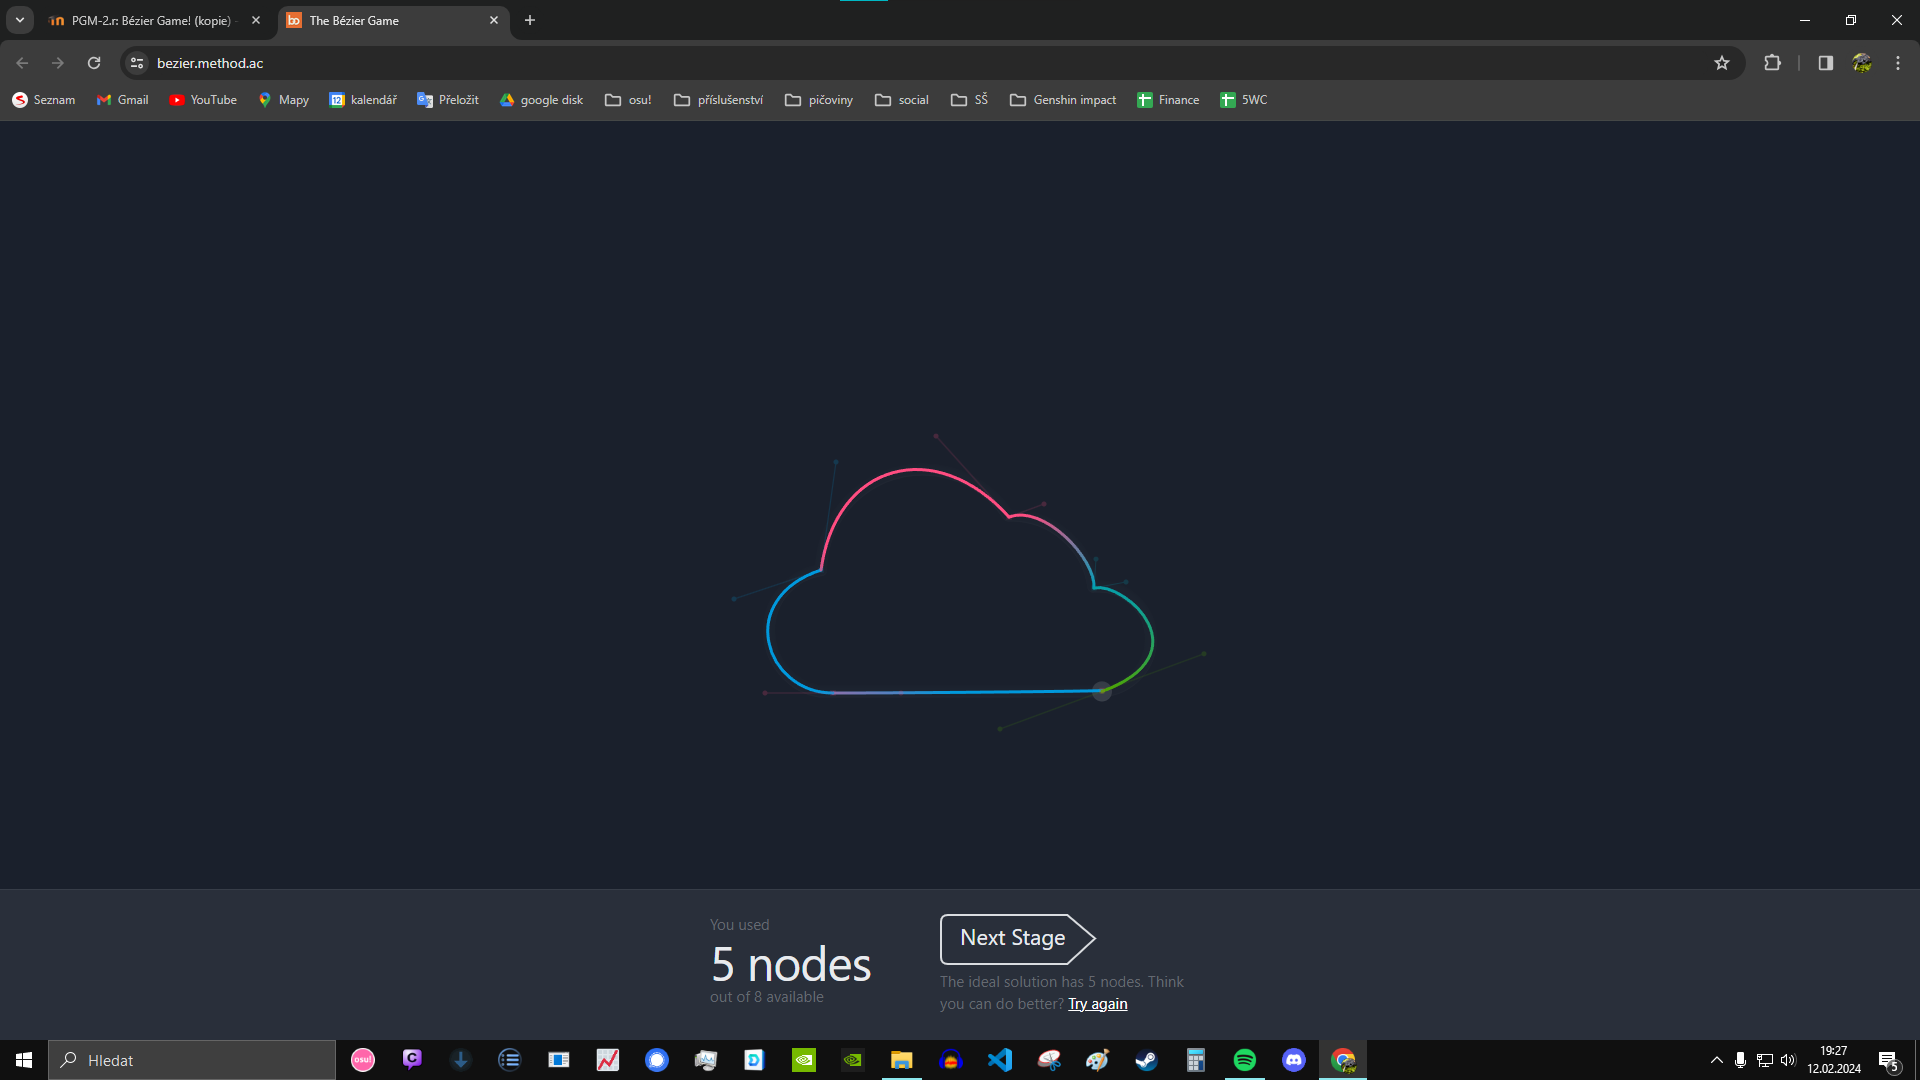 PGM-2.r: Bézier Game! (kopie)
The Bézier Game
bezier.method.ac
Seznam
Gmail
YouTube
Mapy
12
kalendář
Přeložit
google disk
osu!
příslušenství
pičoviny
social
SŠ
Genshin impact
Finance
5WC
You used
5 nodes
out of 8 available
Next Stage
The ideal solution has 5 nodes. Think
you can do better? Try again
Hledat
osu!
19:27
12.02.2024
5